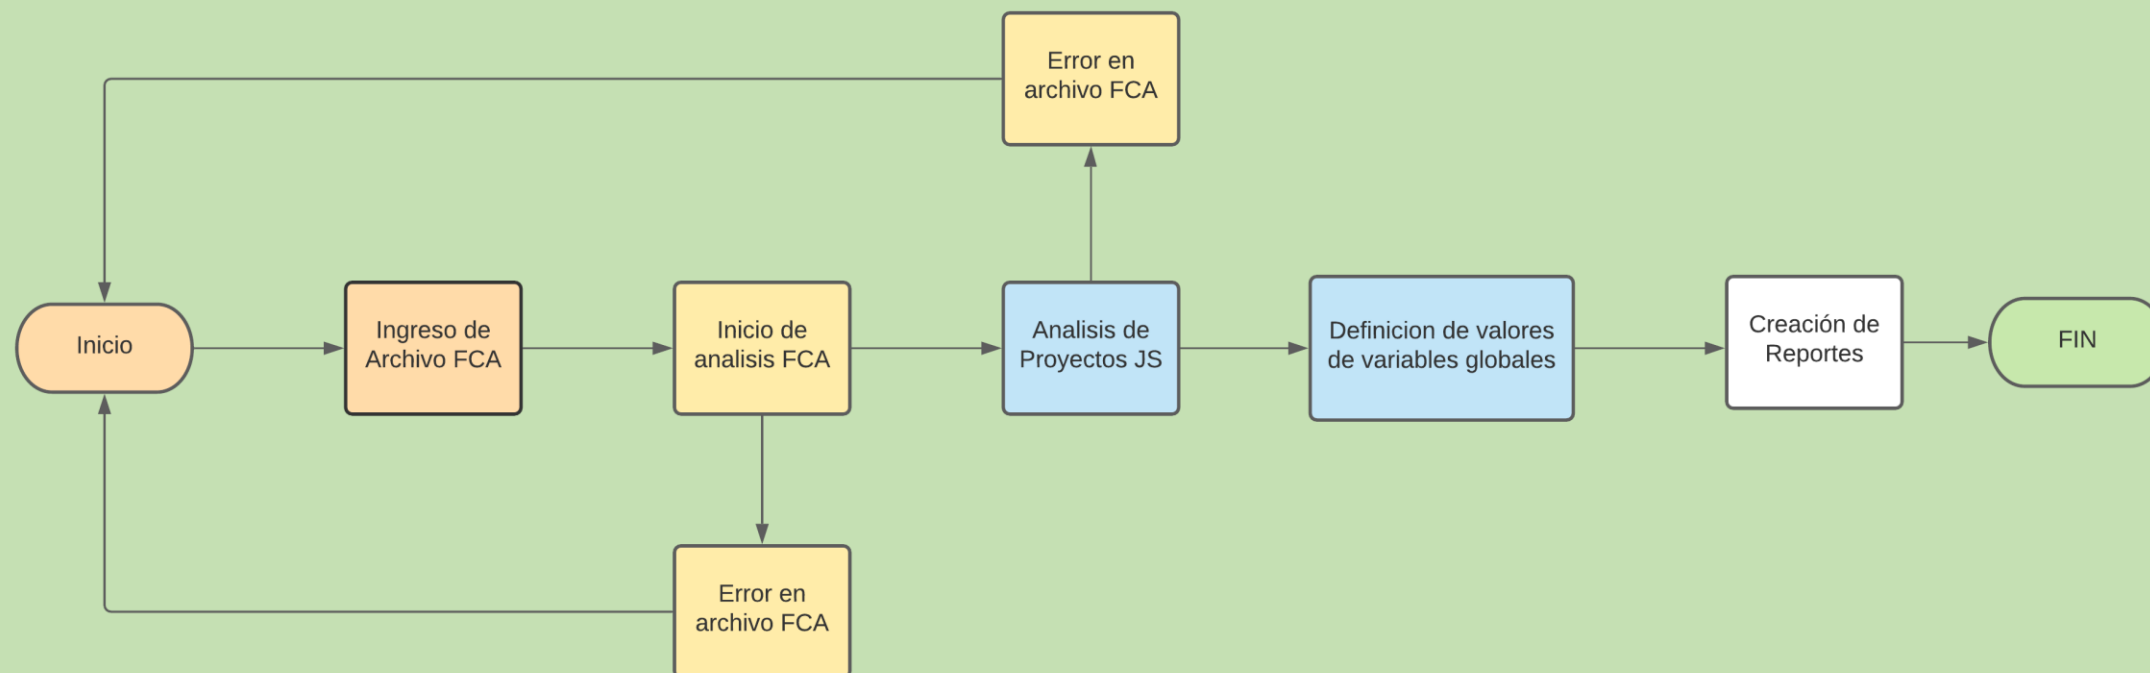 Error en
archivo FCA
Inicio
Ingreso de
Archivo FCA
Inicio de
analisis FCA
Analisis de
Proyectos JS
Definicion de valores
de variables globales
Creación de
Reportes
FIN
Error en
archivo FCA